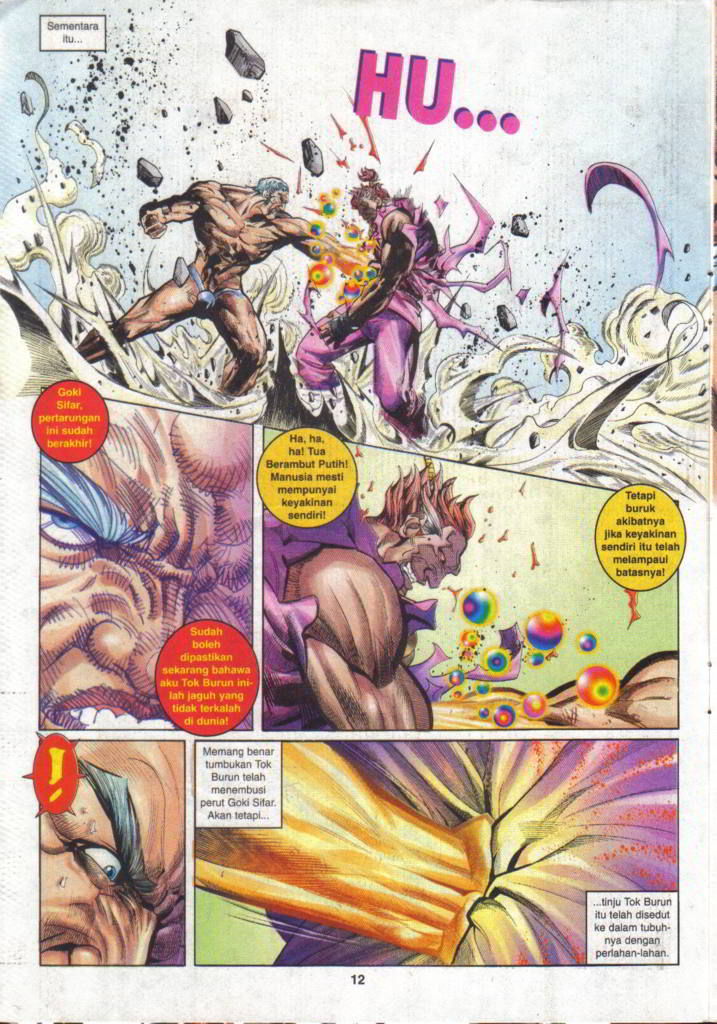 Sementara
itu...
HU...
Goki
Sifar,
pertarungan
ini sudah
berakhir!
Ha, ha,
ha! Tua
Berambut Putih!
Manusia mesti
mempunyai
keyakinan
sendiri!
Tetapi
buruk
akibatnya
jika keyakinan
sendiri itu telah
melampaui
batasnya!
Sudah
boleh
dipastikan
sekarang bahawa
aku Tok Burun ini-
lah jaguh yang
tidak terkalah
di dunia!
!
Memang benar
tumbukan Tok
Burun telah
menembusi
perut Goki Sifar.
Akan tetapi...
...tinju Tok Burun
itu telah disedut
ke dalam tubuh-
nya dengan
perlahan-lahan.
12